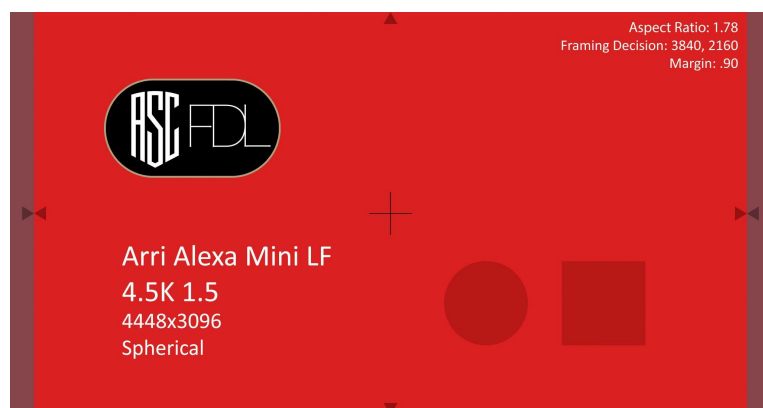 Aspect Ratio: 1.78
Framing Decision: 3840, 2160
Margin: .90
ASC FDL
Arri Alexa Mini LF
4.5K 1.5
4448x3096
Spherical